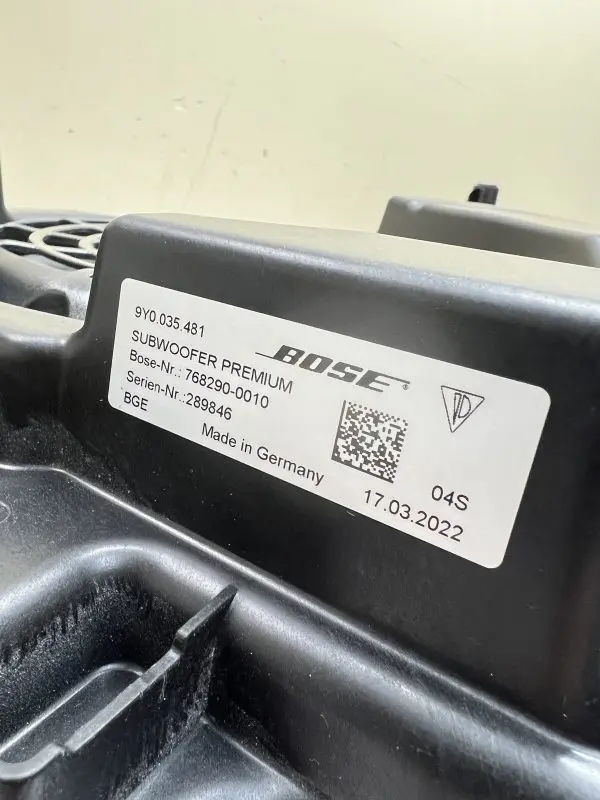 9Y0.035.481
SUBWOOFER PREMIUM
BOSE®
Bose-Nr.: 768290-0010
Serien-Nr.:289846
BGE
Made in Germany
04S
17.03.2022